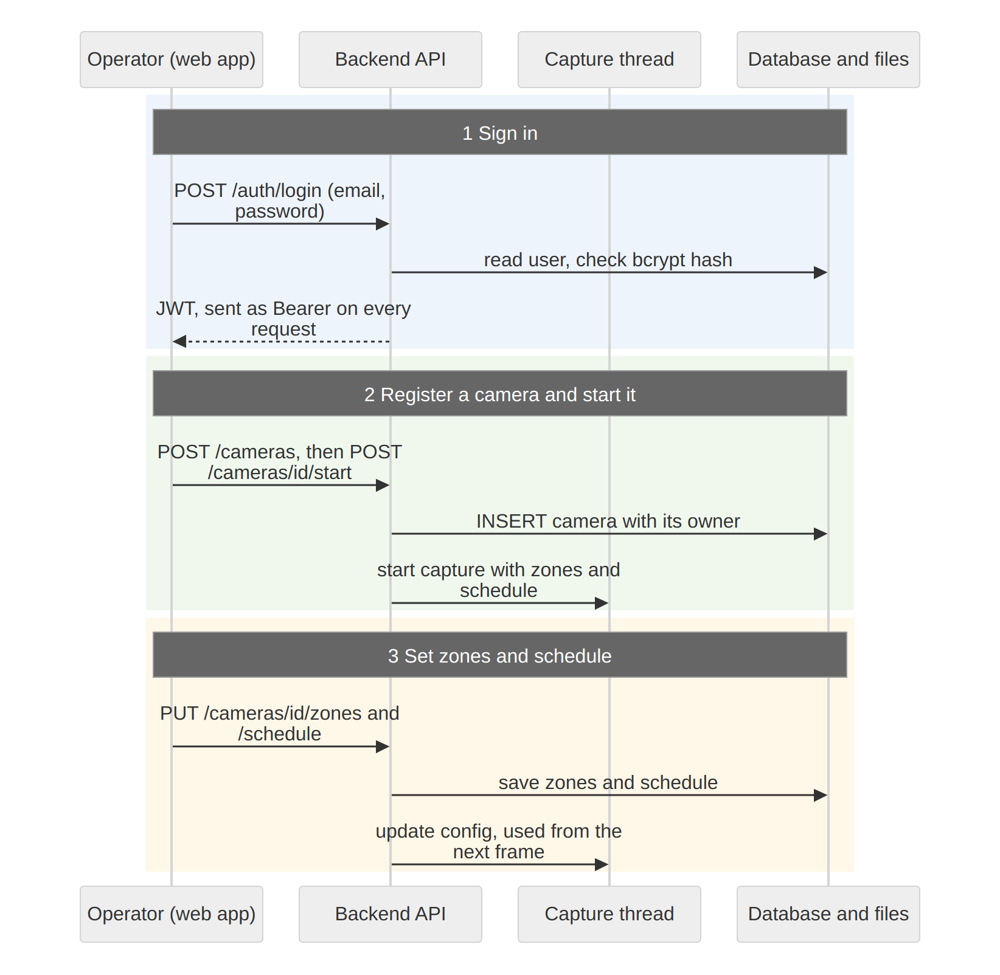 Operator (web app)
Backend API
Capture thread
Database and files
1 Sign in
POST /auth/login (email,
password)
read user, check bcrypt hash
JWT, sent as Bearer on every
request
2 Register a camera and start it
POST /cameras, then POST
/cameras/id/start
INSERT camera with its owner
start capture with zones and
schedule
3 Set zones and schedule
PUT /cameras/id/zones and
/schedule
save zones and schedule
update config, used from the
next frame
Operator (web app)
Backend API
Capture thread
Database and files